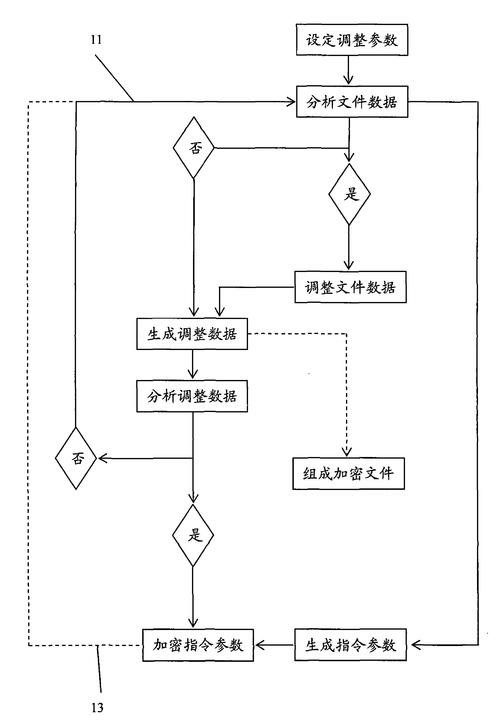 11
设定调整参数
分析文件数据
否
是
调整文件数据
生成调整数据
分析调整数据
否
组成加密文件
是
加密指令参数
生成指令参数
13